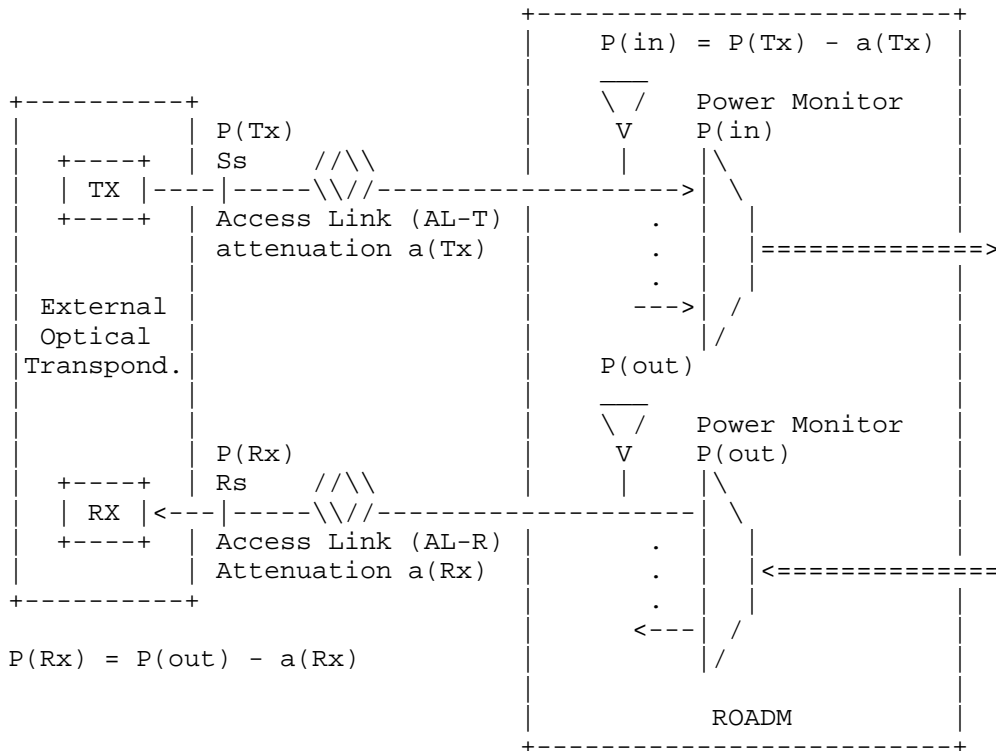 P(in) = P(Tx) - a(Tx)
Power Monitor
P(Tx) V P(in)
Ss
TX
Access Link (AL-T)
attenuation a(Tx)
External
Optical
Transpond.
P(out)
Power Monitor
P(Rx) V P(out)
Rs
RX
Access Link (AL-R)
Attenuation a(Rx)
P(Rx) = P(out) - a(Rx)
ROADM